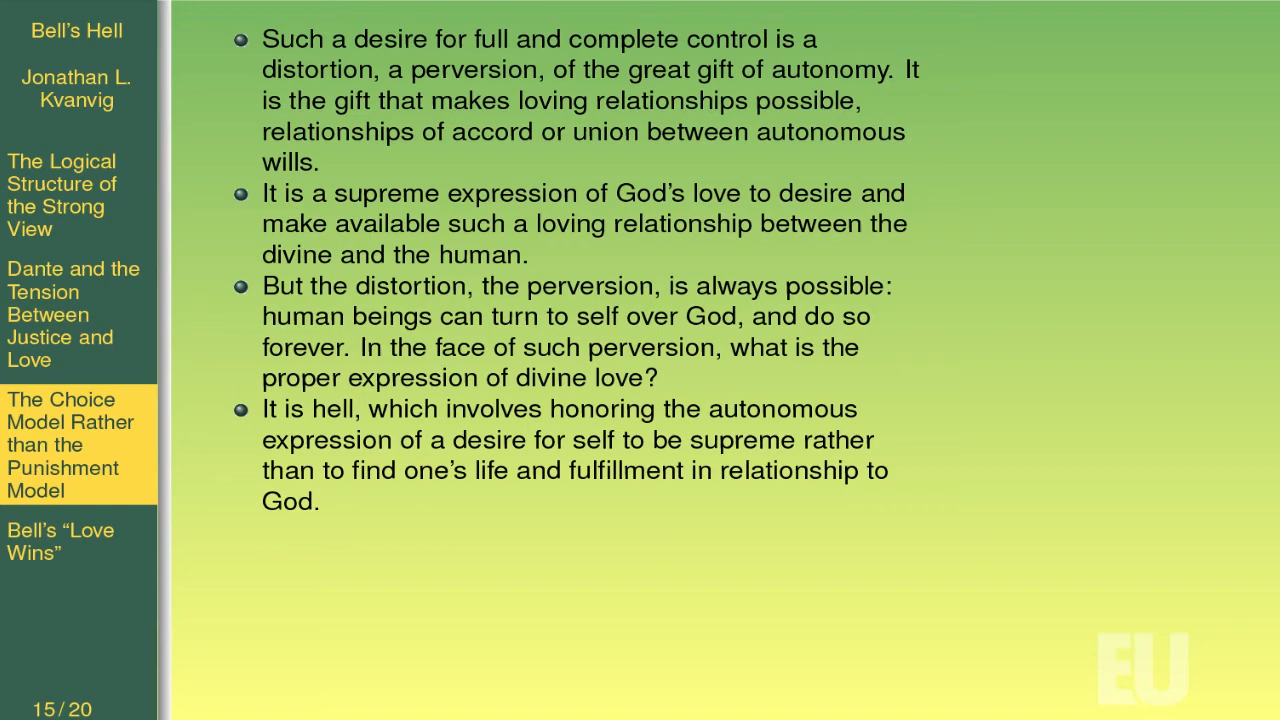 Bell’s Hell
Jonathan L.
Kvanvig
The Logical
Structure of
the Strong
View
Dante and the
Tension
Between
Justice and
Love
The Choice
Model Rather
than the
Punishment
Model
Bell’s “Love
Wins”
15 / 20
Such a desire for full and complete control is a
distortion, a perversion, of the great gift of autonomy. It
is the gift that makes loving relationships possible,
relationships of accord or union between autonomous
wills.
It is a supreme expression of God’s love to desire and
make available such a loving relationship between the
divine and the human.
But the distortion, the perversion, is always possible:
human beings can turn to self over God, and do so
forever. In the face of such perversion, what is the
proper expression of divine love?
It is hell, which involves honoring the autonomous
expression of a desire for self to be supreme rather
than to find one’s life and fulfillment in relationship to
God.
EU